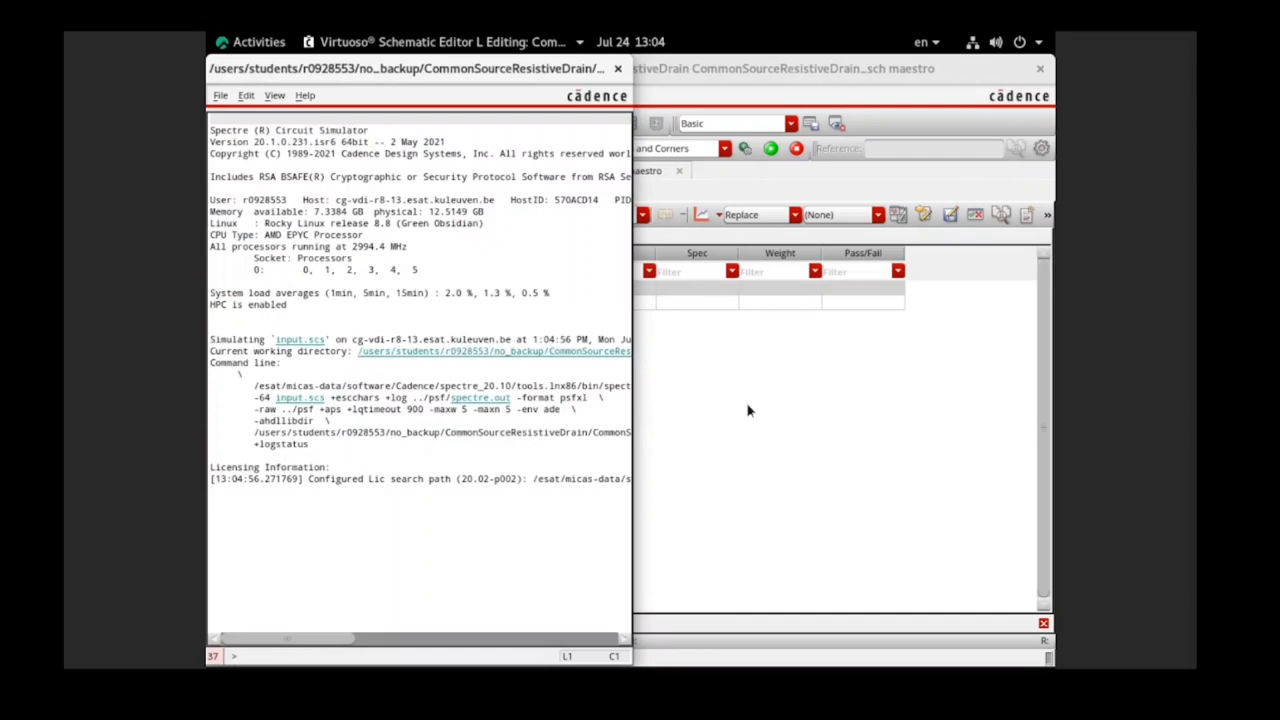 Activities
Virtuoso® Schematic Editor L Editing: Com...
Jul 24 13:04
en
/users/students/r0928553/no_backup/CommonSourceResistiveDrain/...
stiveDrain CommonSourceResistiveDrain_sch maestro
File Edit View Help
cādence
cādence
Basic
and Corners
Reference:
aestro
Replace
(None)
»
Spec
Weight
Pass/Fail
Filter
Filter
Filter
Spectre (R) Circuit Simulator
Version 20.1.0.231.isr6 64bit -- 2 May 2021
Copyright (C) 1989-2021 Cadence Design Systems, Inc. All rights reserved worl
Includes RSA BSAFE(R) Cryptographic or Security Protocol Software from RSA Se
User: r0928553 Host: cg-vdi-r8-13.esat.kuleuven.be HostID: 570ACD14 PID
Memory available: 7.3384 GB physical: 12.5149 GB
Linux : Rocky Linux release 8.8 (Green Obsidian)
CPU Type: AMD EPYC Processor
All processors running at 2994.4 MHz
Socket: Processors
0: 0, 1, 2, 3, 4, 5
System load averages (1min, 5min, 15min) : 2.0 %, 1.3 %, 0.5 %
HPC is enabled
Simulating `input.scs' on cg-vdi-r8-13.esat.kuleuven.be at 1:04:56 PM, Mon Ju
Current working directory: /users/students/r0928553/no_backup/CommonSourceRes
Command line:
\
/esat/micas-data/software/Cadence/spectre_20.10/tools.lnx86/bin/spect
-64 input.scs +escchars +log ../psf/spectre.out -format psfxl \
-raw ../psf +aps +lqtimeout 900 -maxw 5 -maxn 5 -env ade \
-ahdllibdir \
/users/students/r0928553/no_backup/CommonSourceResistiveDrain/CommonS
+logstatus
Licensing Information:
[13:04:56.271769] Configured Lic search path (20.02-p002): /esat/micas-data/s
37 >
L1 C1
R: